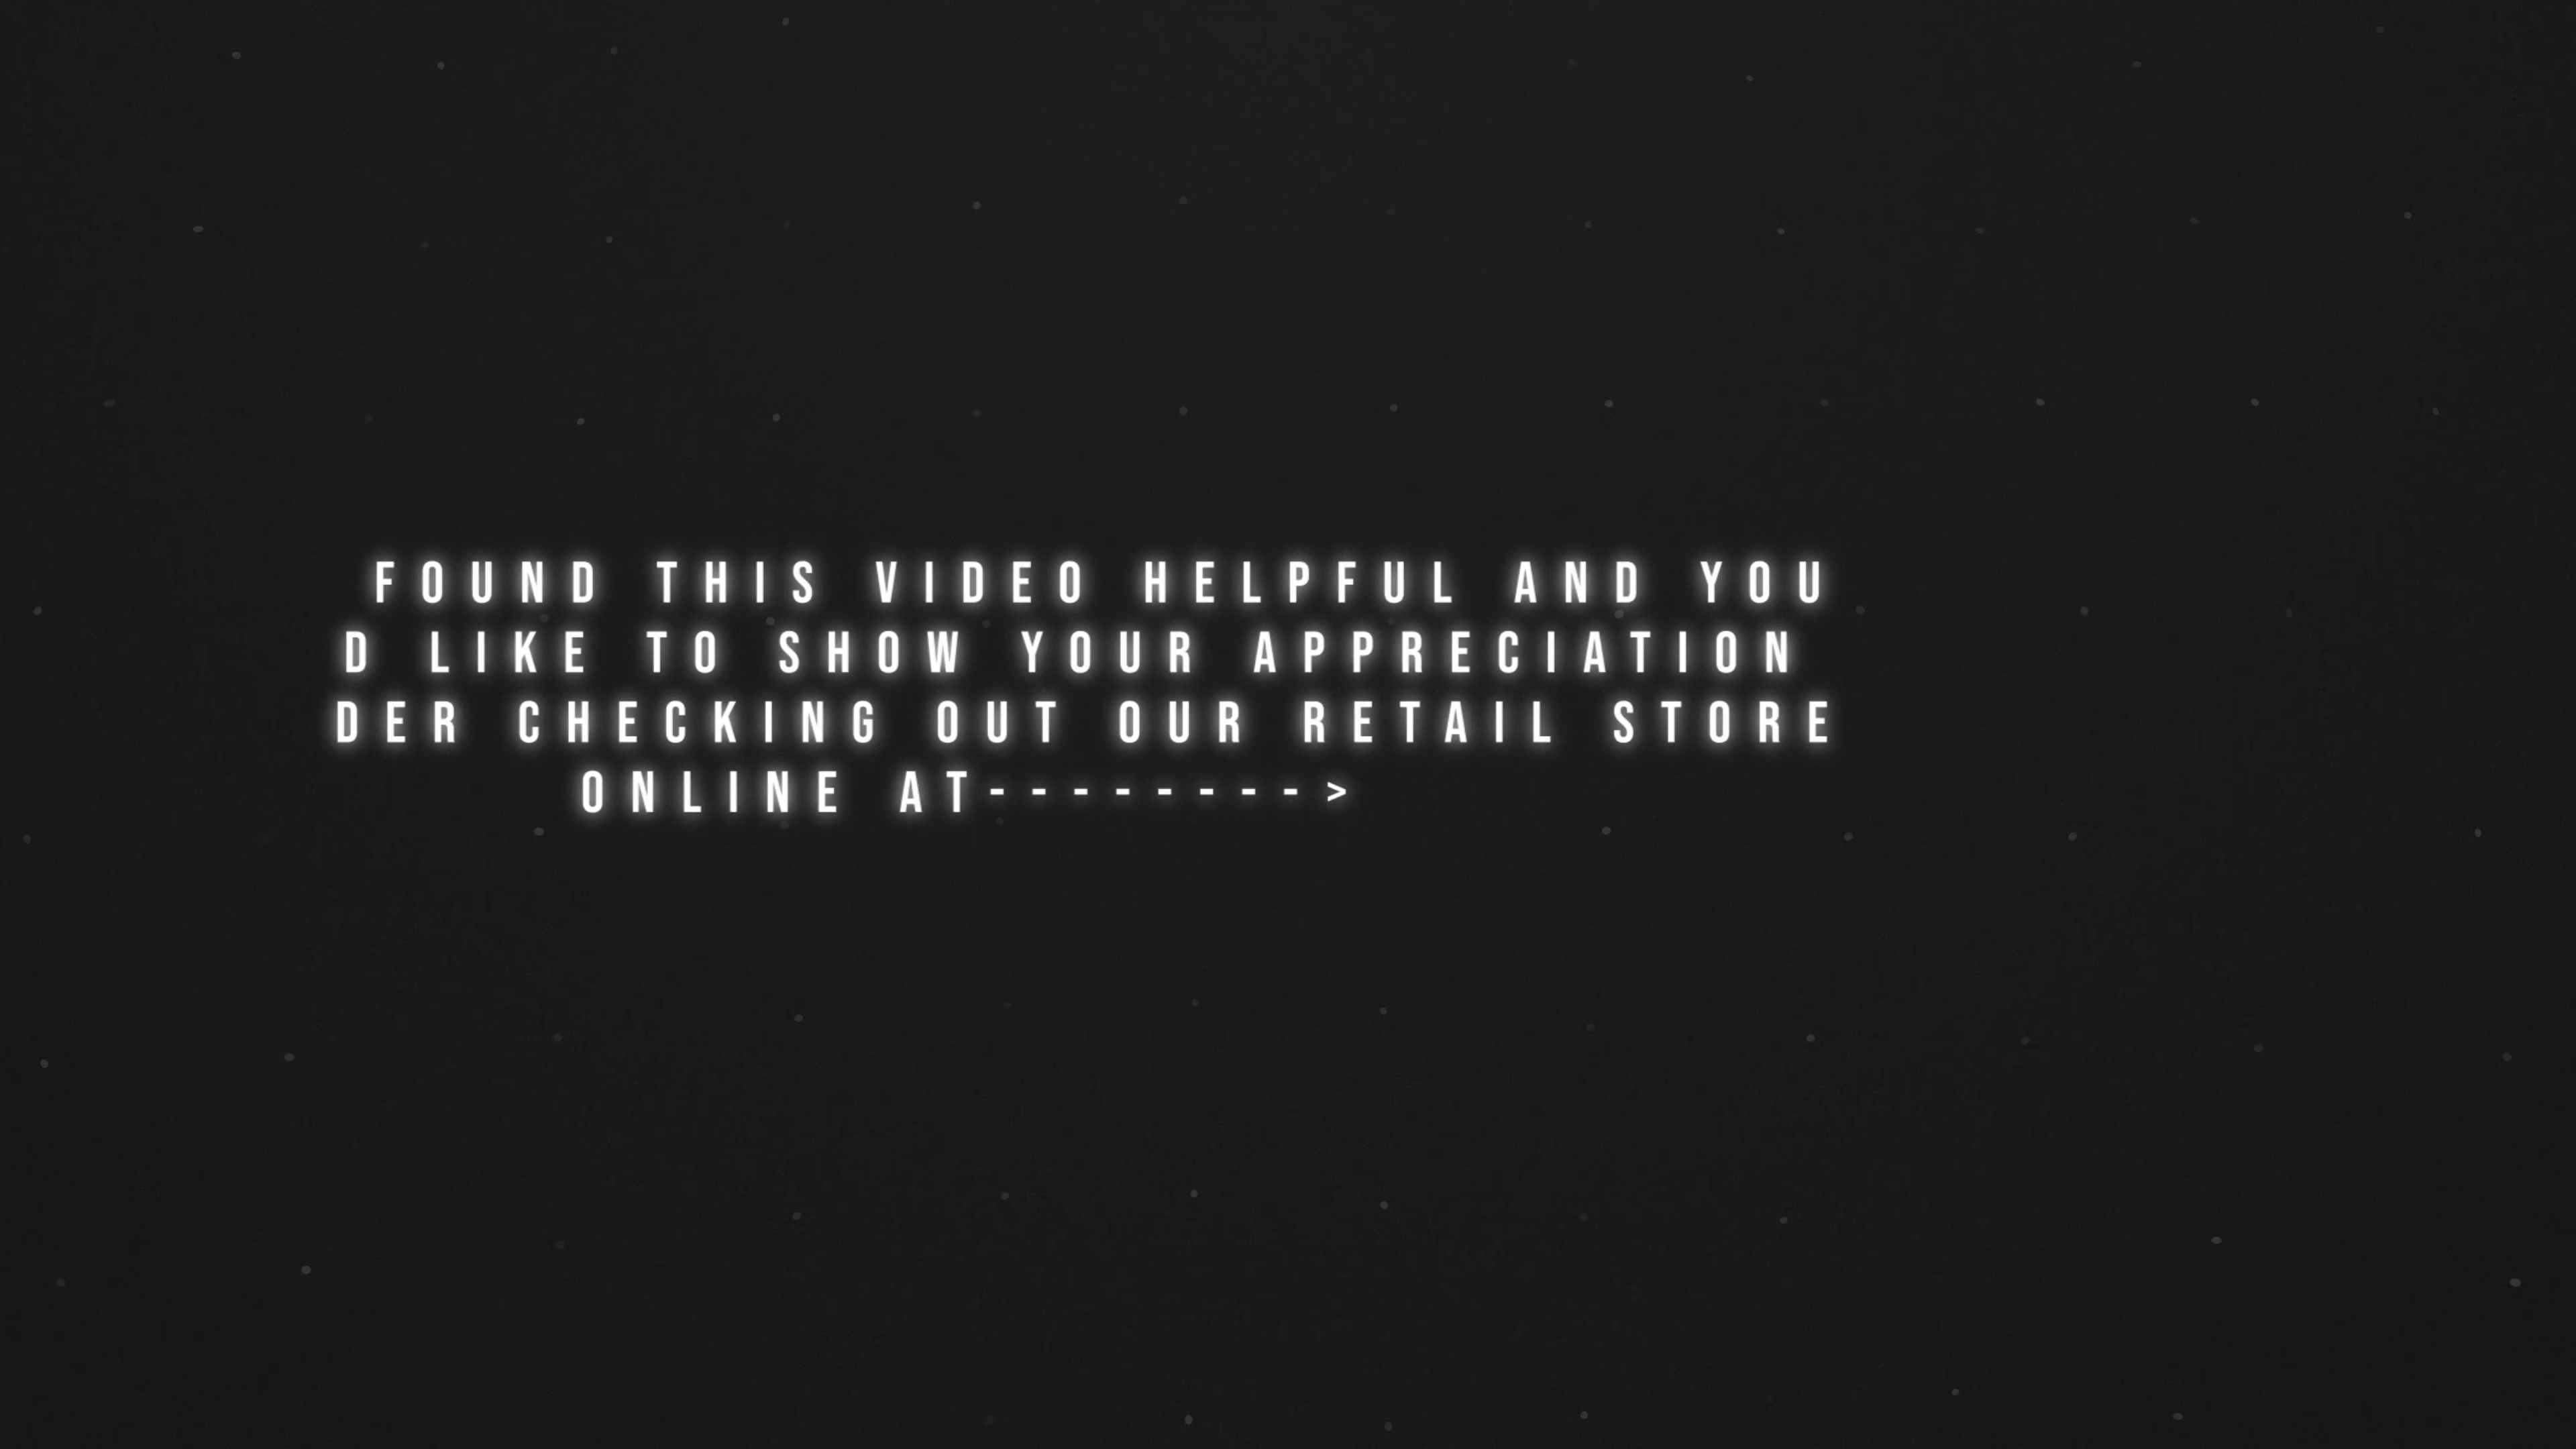 FOUND THIS VIDEO HELPFUL AND YOU
D LIKE TO SHOW YOUR APPRECIATION
DER CHECKING OUT OUR RETAIL STORE
ONLINE AT-------->